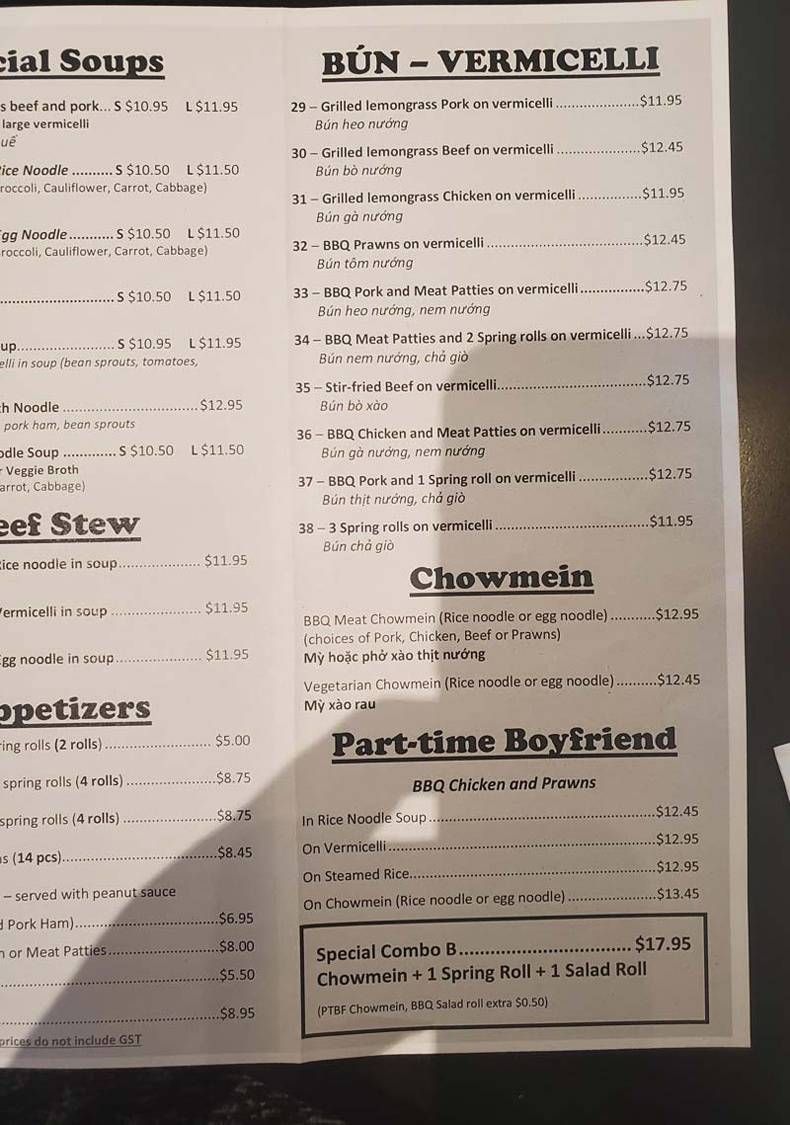 cial Soups
s beef and pork... S $10.95 L $11.95
large vermicelli
uế
Rice Noodle .......... S $10.50 L $11.50
roccoli, Cauliflower, Carrot, Cabbage)
Egg Noodle........... S $10.50 L $11.50
roccoli, Cauliflower, Carrot, Cabbage)
............................ S $10.50 L $11.50
up........................ S $10.95 L $11.95
elli in soup (bean sprouts, tomatoes,
th Noodle .................................$12.95
pork ham, bean sprouts
odle Soup ............. S $10.50 L $11.50
r Veggie Broth
arrot, Cabbage)
eef Stew
Rice noodle in soup.................... $11.95
Vermicelli in soup ...................... $11.95
Egg noodle in soup..................... $11.95
ppetizers
ring rolls (2 rolls) .......................... $5.00
spring rolls (4 rolls) ......................$8.75
spring rolls (4 rolls) .......................$8.75
s (14 pcs)......................................$8.45
– served with peanut sauce
d Pork Ham)..................................$6.95
n or Meat Patties...........................$8.00
.....................................................$5.50
.....................................................$8.95
prices do not include GST
BÚN – VERMICELLI
29 – Grilled lemongrass Pork on vermicelli .....................$11.95
Bún heo nướng
30 – Grilled lemongrass Beef on vermicelli .....................$12.45
Bún bò nướng
31 – Grilled lemongrass Chicken on vermicelli ................$11.95
Bún gà nướng
32 – BBQ Prawns on vermicelli .......................................$12.45
Bún tôm nướng
33 – BBQ Pork and Meat Patties on vermicelli................$12.75
Bún heo nướng, nem nướng
34 – BBQ Meat Patties and 2 Spring rolls on vermicelli ...$12.75
Bún nem nướng, chả giò
35 – Stir-fried Beef on vermicelli.....................................$12.75
Bún bò xào
36 – BBQ Chicken and Meat Patties on vermicelli...........$12.75
Bún gà nướng, nem nướng
37 – BBQ Pork and 1 Spring roll on vermicelli .................$12.75
Bún thịt nướng, chả giò
38 – 3 Spring rolls on vermicelli ......................................$11.95
Bún chả giò
Chowmein
BBQ Meat Chowmein (Rice noodle or egg noodle) ...........$12.95
(choices of Pork, Chicken, Beef or Prawns)
Mỳ hoặc phở xào thịt nướng
Vegetarian Chowmein (Rice noodle or egg noodle) ..........$12.45
Mỳ xào rau
Part-time Boyfriend
BBQ Chicken and Prawns
In Rice Noodle Soup .........................................................$12.45
On Vermicelli...................................................................$12.95
On Steamed Rice..............................................................$12.95
On Chowmein (Rice noodle or egg noodle) ......................$13.45
Special Combo B................................ $17.95
Chowmein + 1 Spring Roll + 1 Salad Roll
(PTBF Chowmein, BBQ Salad roll extra $0.50)